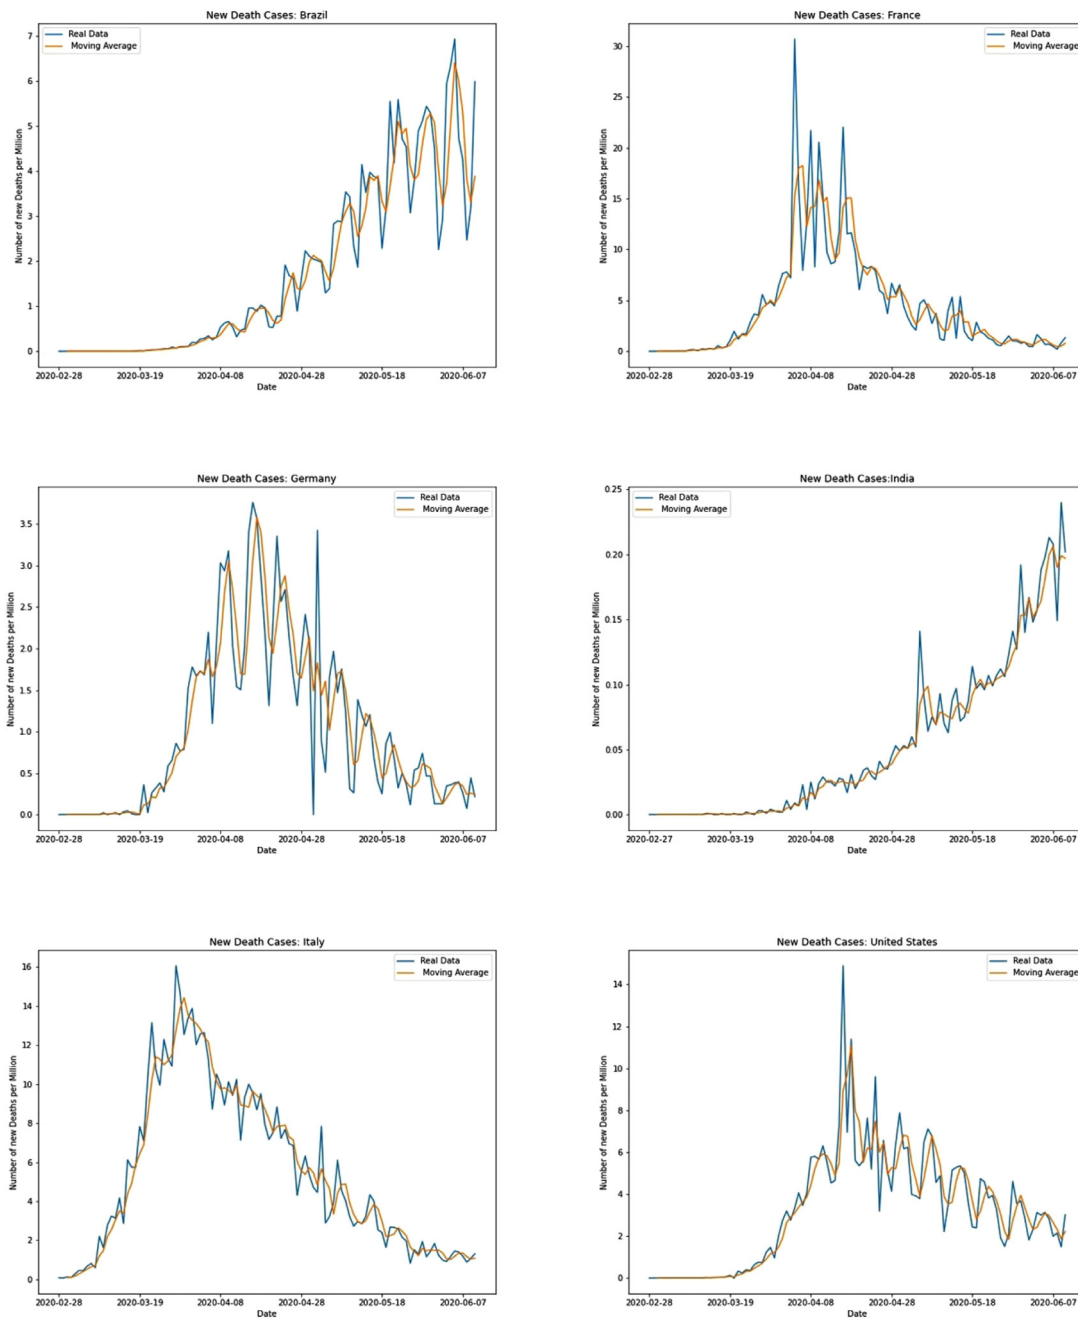 New Death Cases: Brazil
Real Data
Moving Average
Number of new Deaths per Million
7
6
5
4
3
2
1
0
2020-02-28 2020-03-19 2020-04-08 2020-04-28 2020-05-18 2020-06-07
Date
New Death Cases: France
Real Data
Moving Average
Number of new Deaths per Million
30
25
20
15
10
5
0
2020-02-28 2020-03-19 2020-04-08 2020-04-28 2020-05-18 2020-06-07
Date
New Death Cases: Germany
Real Data
Moving Average
Number of new Deaths per Million
3.5
3.0
2.5
2.0
1.5
1.0
0.5
0.0
2020-02-28 2020-03-19 2020-04-08 2020-04-28 2020-05-18 2020-06-07
Date
New Death Cases:India
Real Data
Moving Average
Number of new Deaths per Million
0.25
0.20
0.15
0.10
0.05
0.00
2020-02-27 2020-03-19 2020-04-08 2020-04-28 2020-05-18 2020-06-07
Date
New Death Cases: Italy
Real Data
Moving Average
Number of new Deaths per Million
16
14
12
10
8
6
4
2
0
2020-02-28 2020-03-19 2020-04-08 2020-04-28 2020-05-18 2020-06-07
Date
New Death Cases: United States
Real Data
Moving Average
Number of new Deaths per Million
14
12
10
8
6
4
2
0
2020-02-28 2020-03-19 2020-04-08 2020-04-28 2020-05-18 2020-06-07
Date